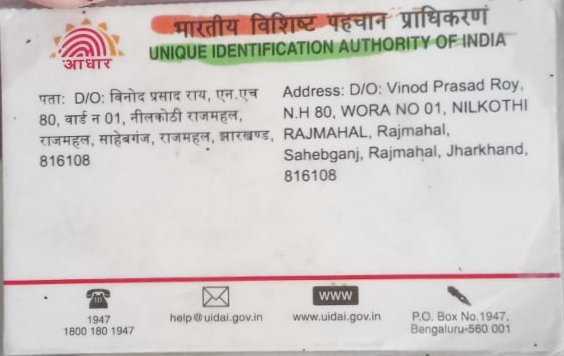 भारतीय विशिष्ट पहचान प्राधिकरण
UNIQUE IDENTIFICATION AUTHORITY OF INDIA
आधार
पता: D/O: विनोद प्रसाद राय, एन.एच
80, वार्ड न 01, नीलकोठी राजमहल,
राजमहल, साहेबगंज, राजमहल, झारखण्ड,
816108
Address: D/O: Vinod Prasad Roy,
N.H 80, WORA NO 01, NILKOTHI
RAJMAHAL, Rajmahal,
Sahebganj, Rajmahal, Jharkhand,
816108
1947
1800 180 1947
help@uidai.gov.in
www
www.uidai.gov.in
P.O. Box No.1947,
Bengaluru-560 001